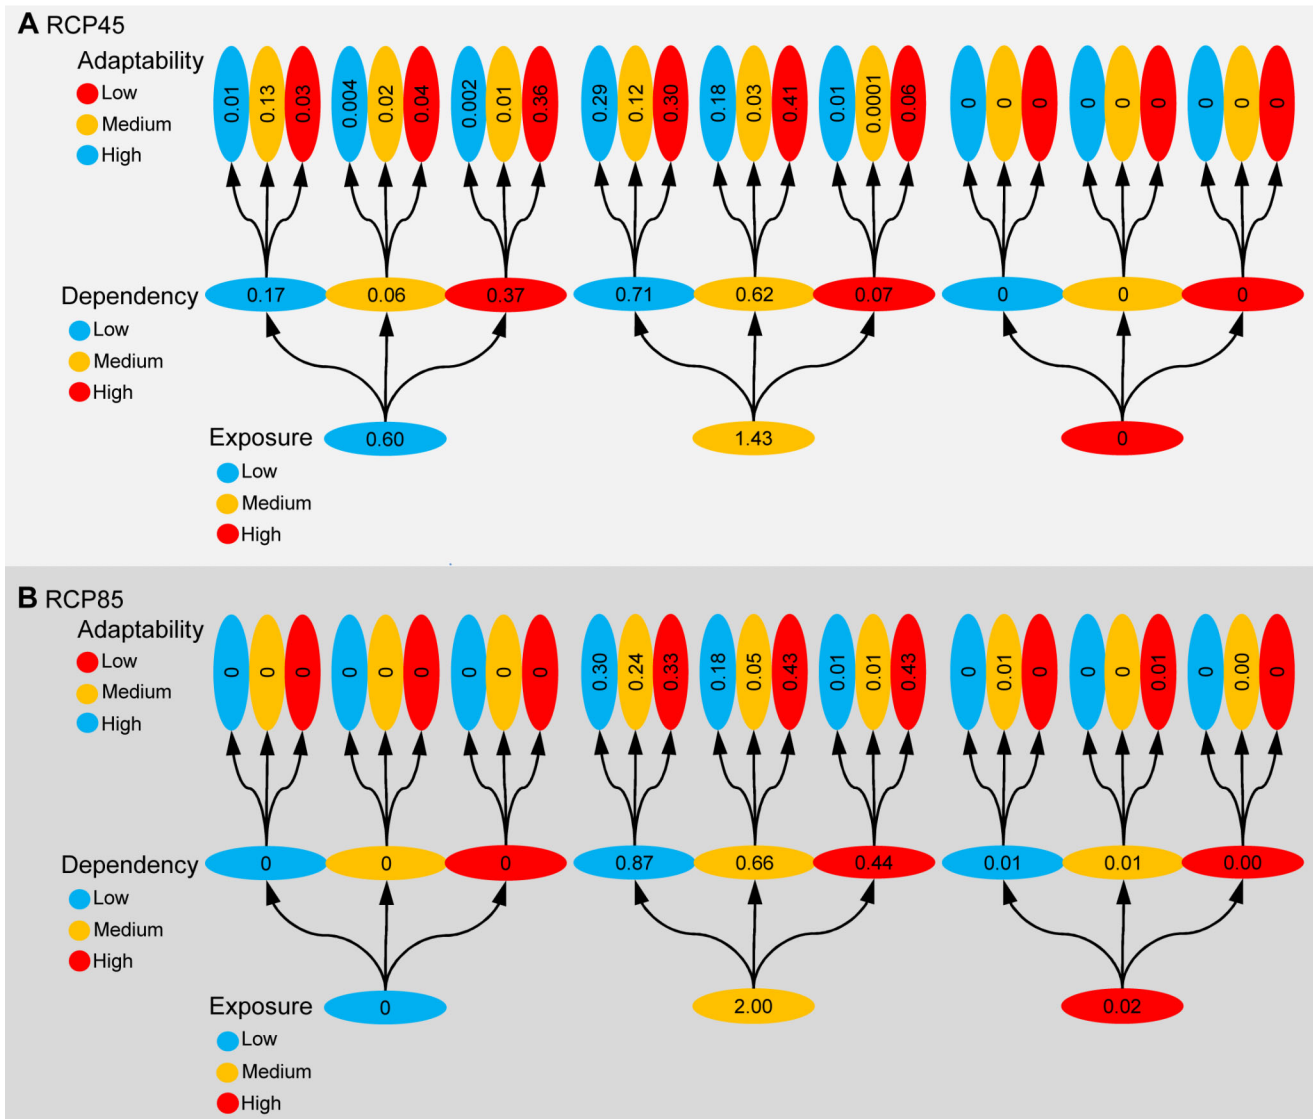 A RCP45
Adaptability
Low
Medium
High
0.01 0.13 0.03 0.004 0.02 0.04 0.002 0.01 0.36 0.29 0.12 0.30 0.18 0.03 0.41 0.01 0.0001 0.06 0 0 0 0 0 0 0 0 0
Dependency 0.17 0.06 0.37 0.71 0.62 0.07 0 0 0
Low
Medium
High
Exposure 0.60 1.43 0
Low
Medium
High
B RCP85
Adaptability
Low
Medium
High
0 0 0 0 0 0 0 0 0 0.30 0.24 0.33 0.18 0.05 0.43 0.01 0.01 0.43 0 0.01 0 0 0 0.01 0 0.00 0
Dependency 0 0 0 0.87 0.66 0.44 0.01 0.01 0.00
Low
Medium
High
Exposure 0 2.00 0.02
Low
Medium
High